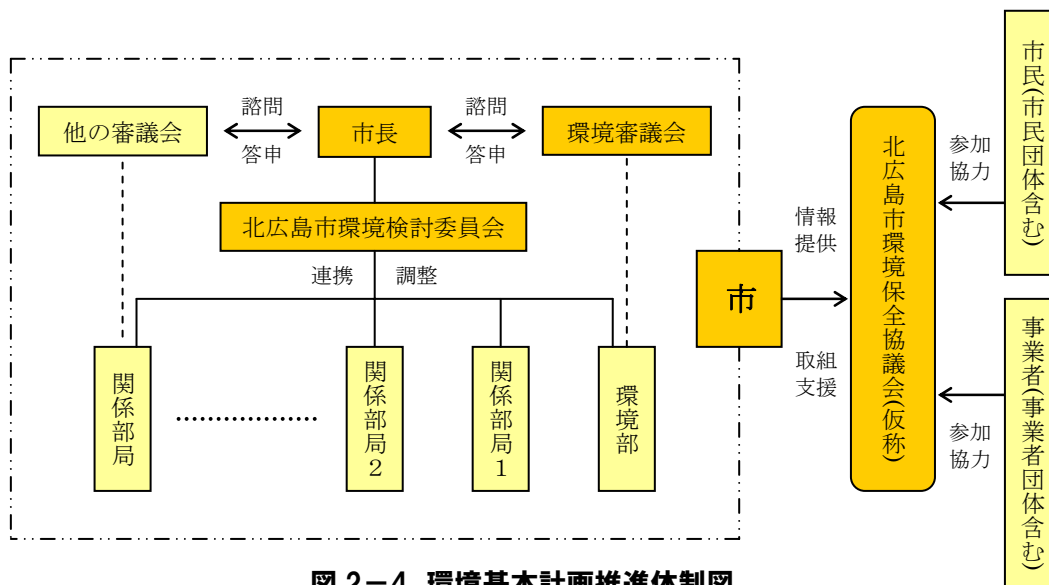 他の審議会
諮問
答申
市長
諮問
答申
環境審議会
北広島市環境検討委員会
連携 調整
関係部局
関係部局2
関係部局1
環境部
市
情報
提供
取組
支援
北広島市環境保全協議会(仮称)
参加
協力
市民(市民団体含む)
参加
協力
事業者(事業者団体含む)
図 2-4 環境基本計画推進体制図